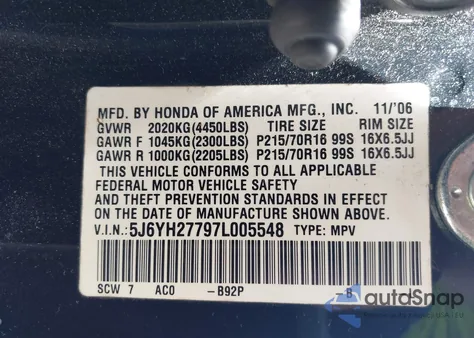 MFD. BY HONDA OF AMERICA MFG., INC. 11/'06
GVWR 2020KG(4450LBS) TIRE SIZE RIM SIZE
GAWR F 1045KG(2300LBS) P215/70R16 99S 16X6.5JJ
GAWR R 1000KG(2205LBS) P215/70R16 99S 16X6.5JJ
THIS VEHICLE CONFORMS TO ALL APPLICABLE
FEDERAL MOTOR VEHICLE SAFETY
AND THEFT PREVENTION STANDARDS IN EFFECT
ON THE DATE OF MANUFACTURE SHOWN ABOVE.
V.I.N.: 5J6YH27797L005548 TYPE: MPV
SCW 7 AC0 -B92P -8
autoSnap